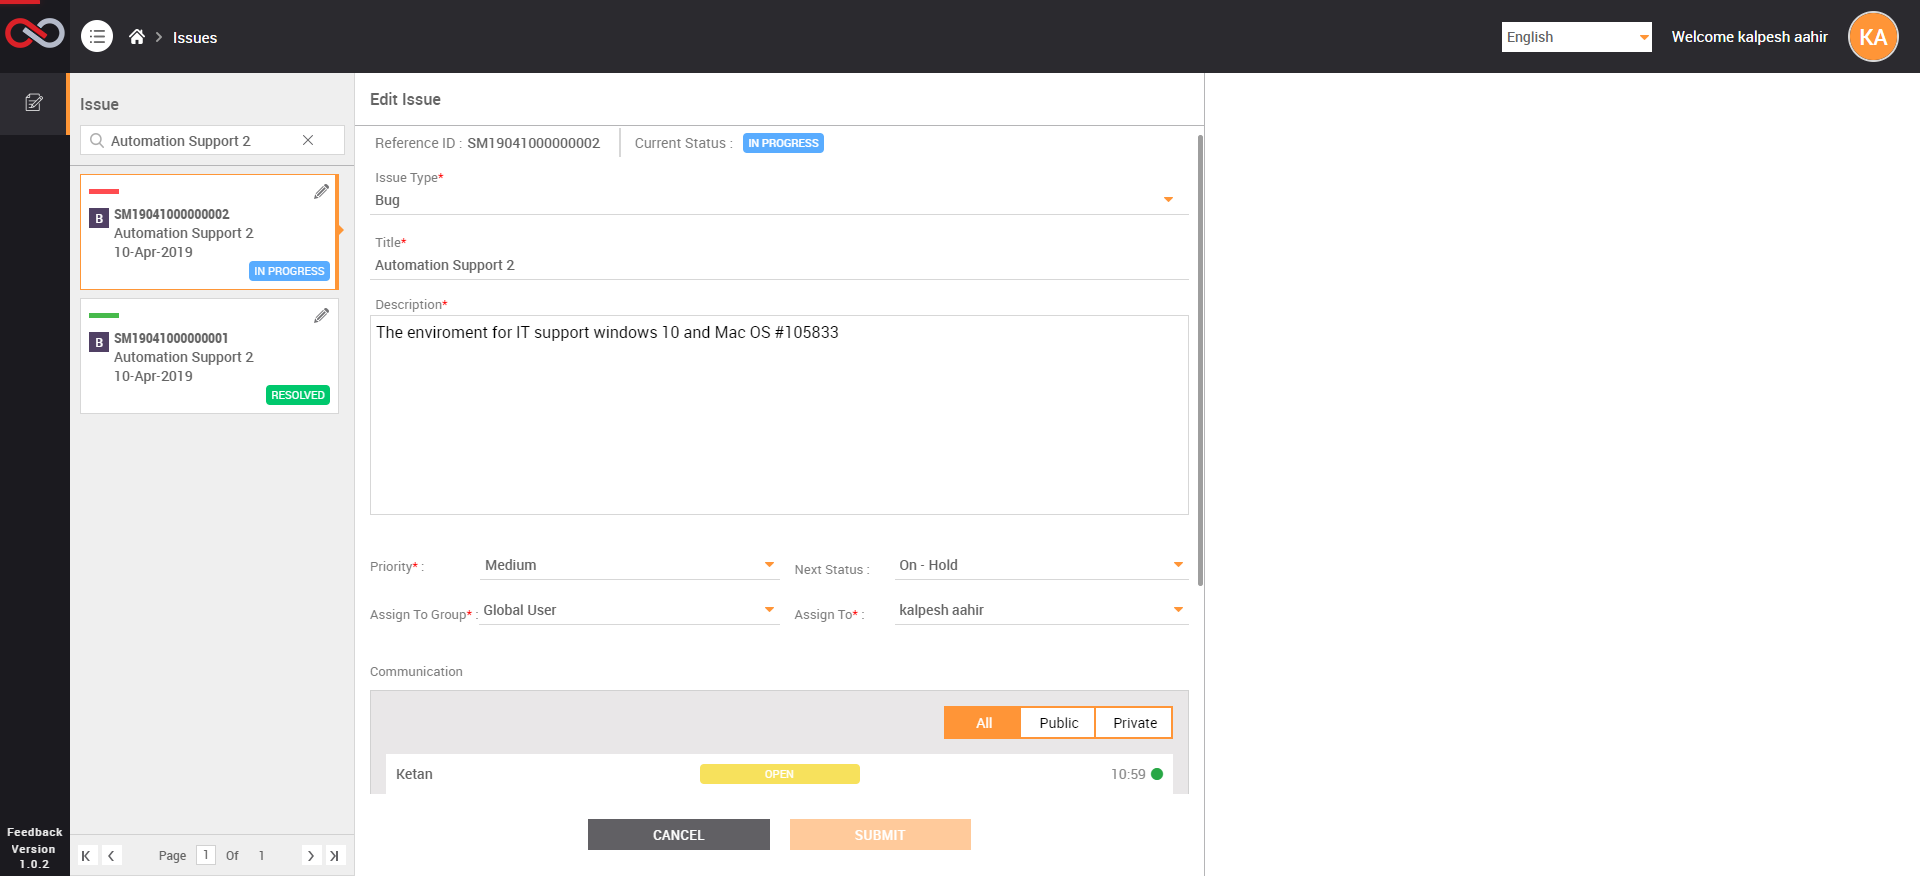 Issues
English
Welcome kalpesh aahir
KA
Issue
Automation Support 2
B
SM19041000000002
Automation Support 2
10-Apr-2019
IN PROGRESS
B
SM19041000000001
Automation Support 2
10-Apr-2019
RESOLVED
Page 1 Of 1
Feedback
Version
1.0.2
Edit Issue
Reference ID : SM19041000000002
Current Status : IN PROGRESS
Issue Type*
Bug
Title*
Automation Support 2
Description*
The enviroment for IT support windows 10 and Mac OS #105833
Priority* : Medium
Next Status : On - Hold
Assign To Group* : Global User
Assign To* : kalpesh aahir
Communication
All Public Private
Ketan OPEN 10:59
CANCEL SUBMIT